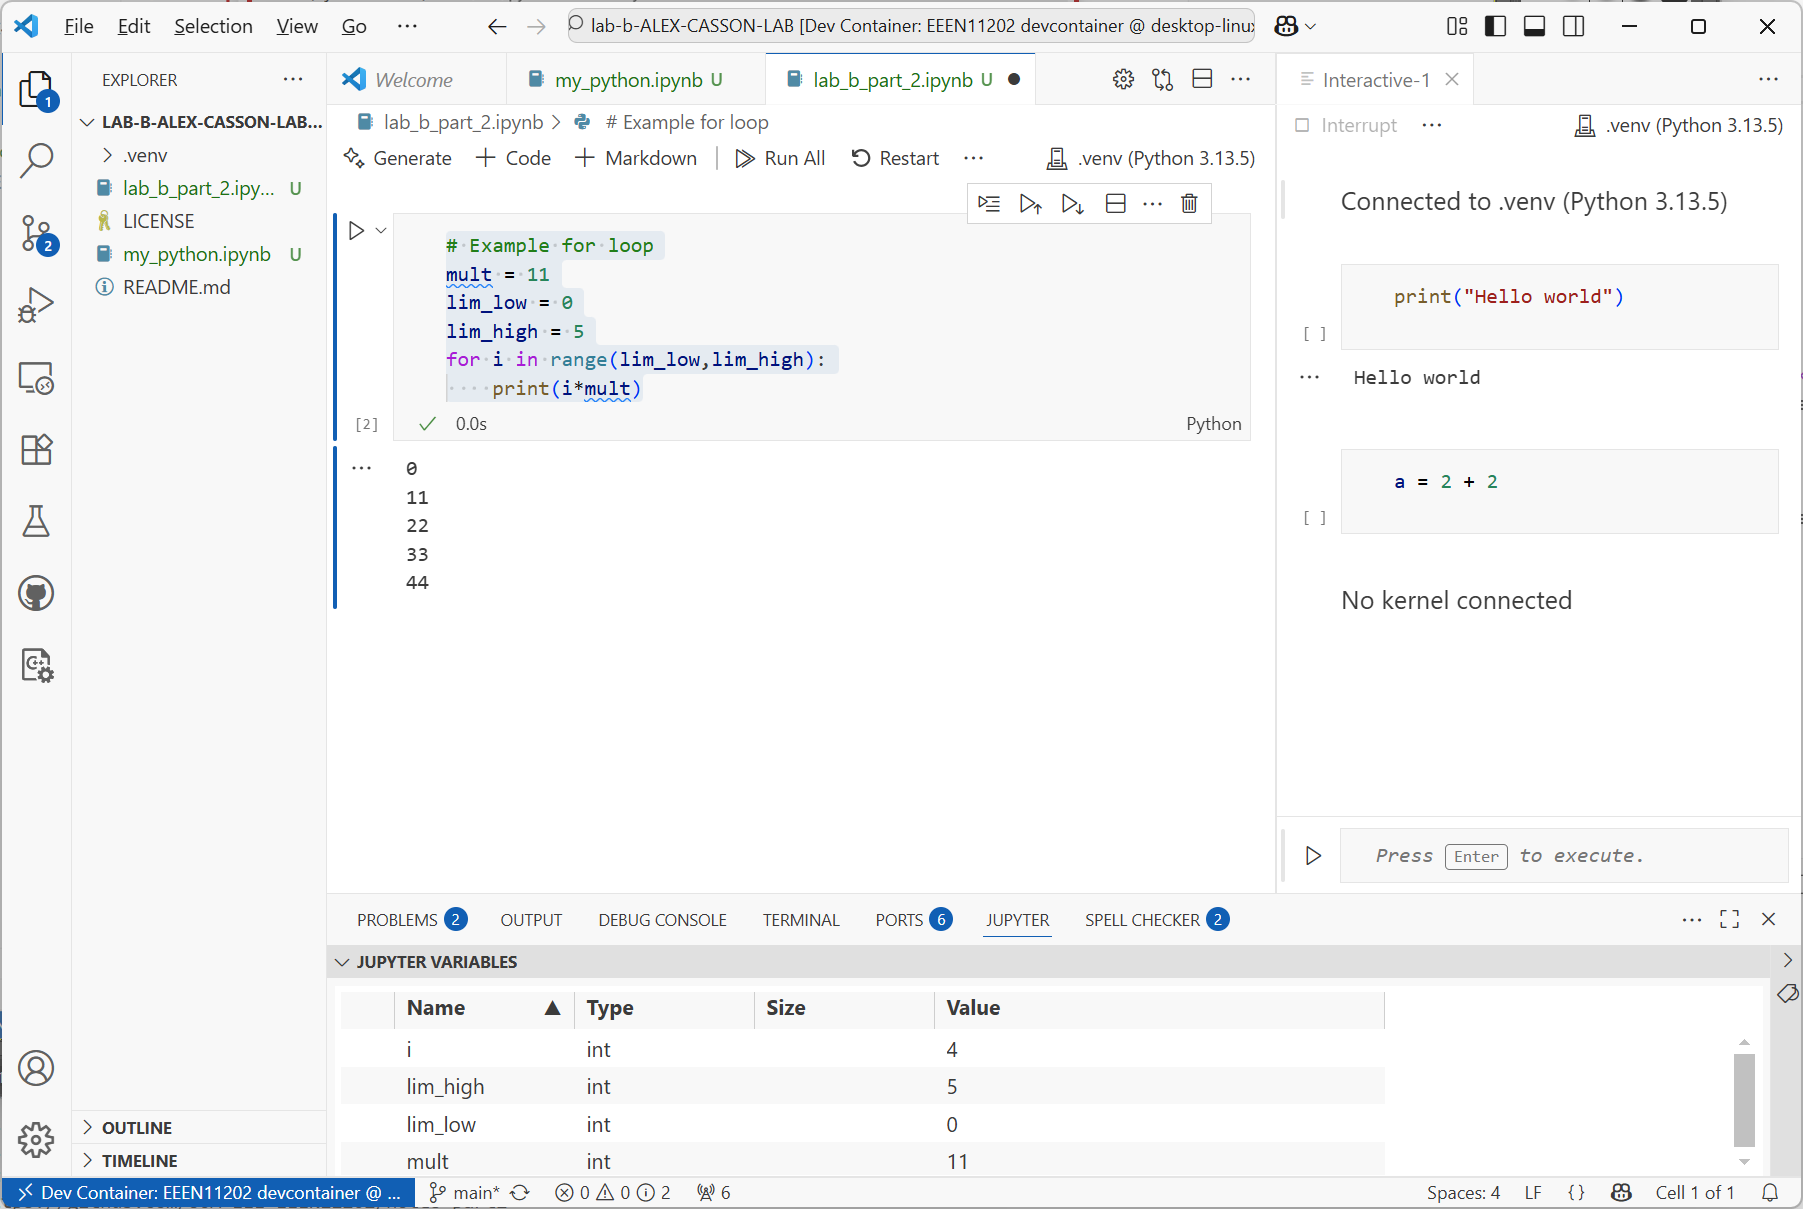 File Edit Selection View Go ···
lab-b-ALEX-CASSON-LAB [Dev Container: EEEN11202 devcontainer @ desktop-linux
EXPLORER
LAB-B-ALEX-CASSON-LAB...
.venv
lab_b_part_2.ipy... U
LICENSE
my_python.ipynb U
README.md
OUTLINE
TIMELINE
1
2
Welcome
my_python.ipynb U
lab_b_part_2.ipynb U
lab_b_part_2.ipynb > # Example for loop
Generate + Code + Markdown | Run All Restart ··· .venv (Python 3.13.5)
# Example for loop
mult = 11
lim_low = 0
lim_high = 5
for i in range(lim_low,lim_high):
print(i*mult)
[2] 0.0s Python
0
11
22
33
44
Interactive-1
Interrupt ··· .venv (Python 3.13.5)
Connected to .venv (Python 3.13.5)
print("Hello world")
[ ]
Hello world
a = 2 + 2
[ ]
No kernel connected
Press Enter to execute.
PROBLEMS 2 OUTPUT DEBUG CONSOLE TERMINAL PORTS 6 JUPYTER SPELL CHECKER 2
JUPYTER VARIABLES
Name Type Size Value
i int 4
lim_high int 5
lim_low int 0
mult int 11
Dev Container: EEEN11202 devcontainer @ ... main* 0 0 2 6 Spaces: 4 LF {} Cell 1 of 1